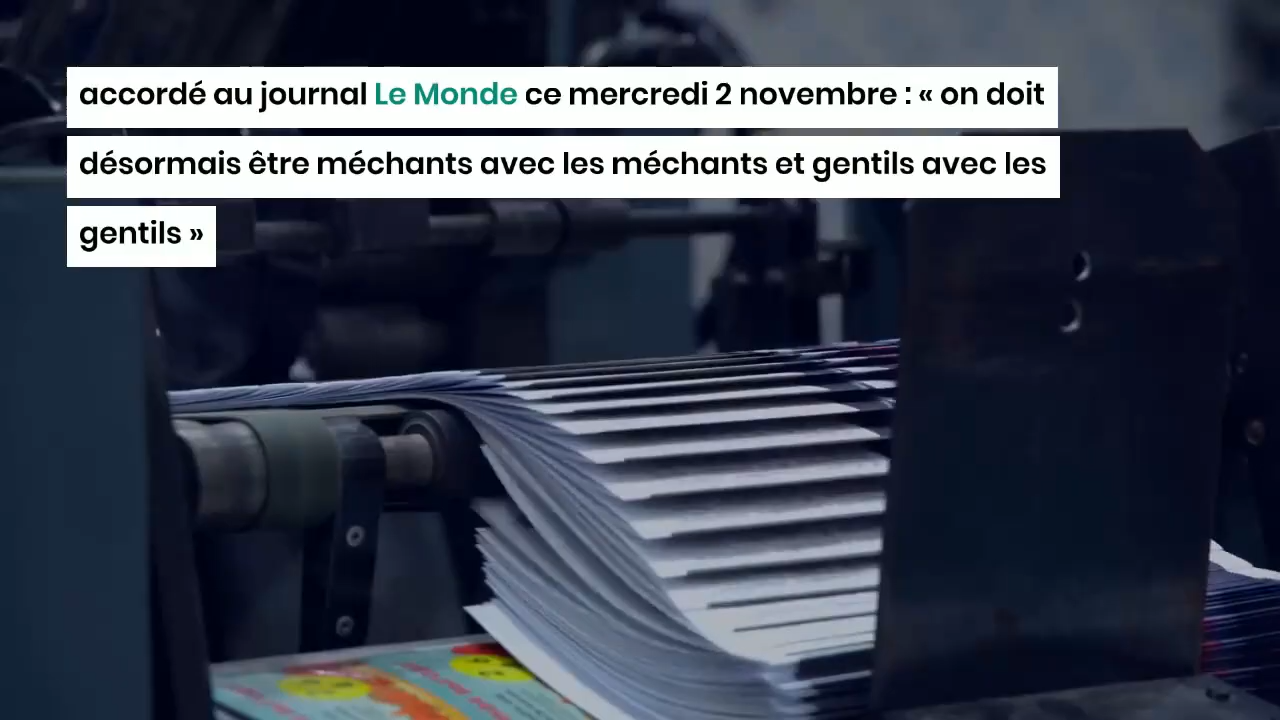 accordé au journal Le Monde ce mercredi 2 novembre : « on doit
désormais être méchants avec les méchants et gentils avec les
gentils »